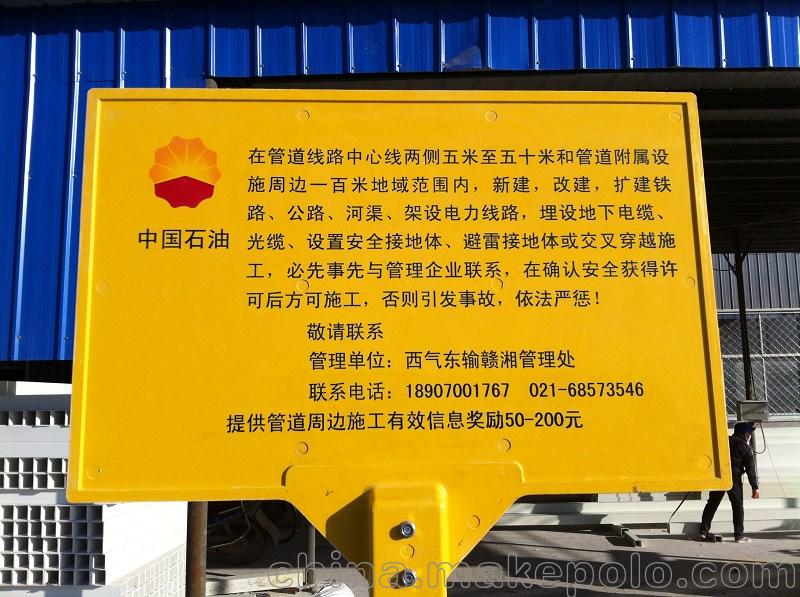 在管道线路中心线两侧五米至五十米和管道附属设
施周边一百米地域范围内，新建，改建，扩建铁
路、公路、河渠、架设电力线路，埋设地下电缆、
光缆、设置安全接地体、避雷接地体或交叉穿越施
工，必先事先与管理企业联系，在确认安全获得许
可后方可施工，否则引发事故，依法严惩！
中国石油
敬请联系
管理单位：西气东输赣湘管理处
联系电话：18907001767 021-68573546
提供管道周边施工有效信息奖励50-200元
china.makepolo.com